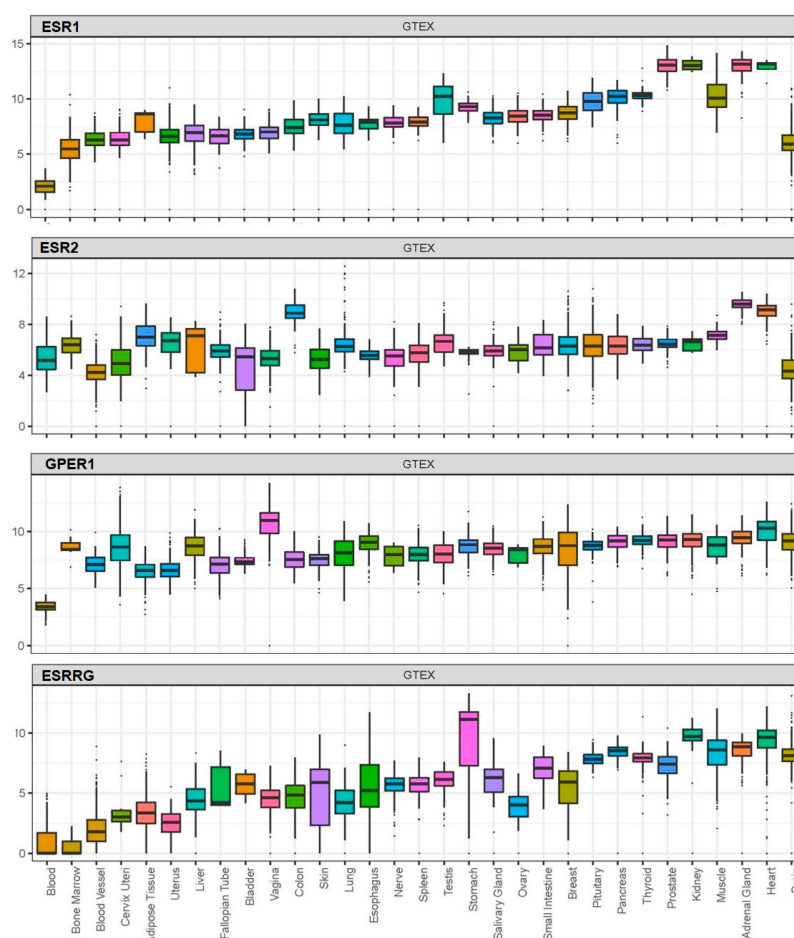 ESR1
GTEX
15
10
5
0
ESR2
GTEX
12
8
4
0
GPER1
GTEX
10
5
0
ESRRG
GTEX
10
5
0
Blood
Bone Marrow
Blood Vessel
Cervix Uteri
Adipose Tissue
Uterus
Liver
Fallopian Tube
Bladder
Vagina
Colon
Skin
Lung
Esophagus
Nerve
Spleen
Testis
Stomach
Salivary Gland
Ovary
Small Intestine
Breast
Pituitary
Pancreas
Thyroid
Prostate
Kidney
Muscle
Adrenal Gland
Heart